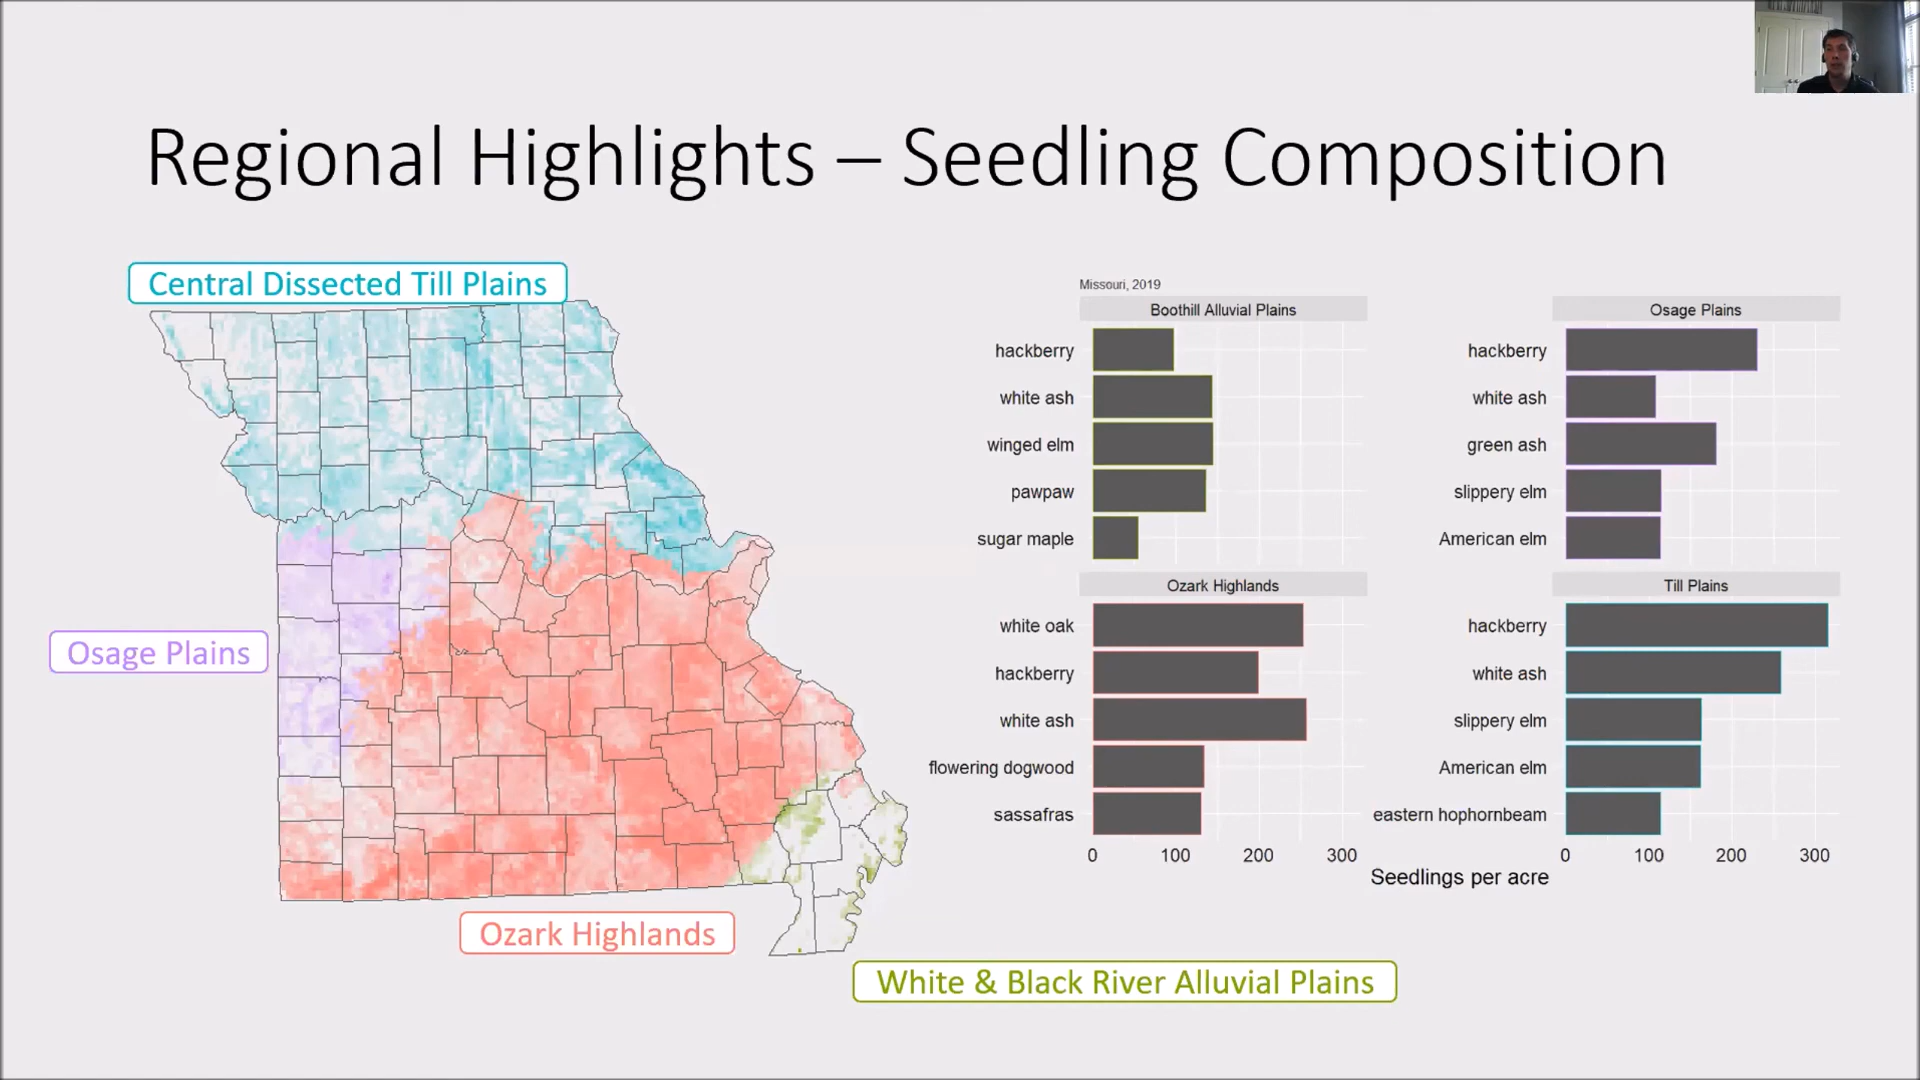 Regional Highlights – Seedling Composition
Central Dissected Till Plains
Osage Plains
Ozark Highlands
White & Black River Alluvial Plains
Missouri, 2019
Boothill Alluvial Plains
hackberry
white ash
winged elm
pawpaw
sugar maple
Osage Plains
hackberry
white ash
green ash
slippery elm
American elm
Ozark Highlands
white oak
hackberry
white ash
flowering dogwood
sassafras
0 100 200 300
Till Plains
hackberry
white ash
slippery elm
American elm
eastern hophornbeam
0 100 200 300
Seedlings per acre